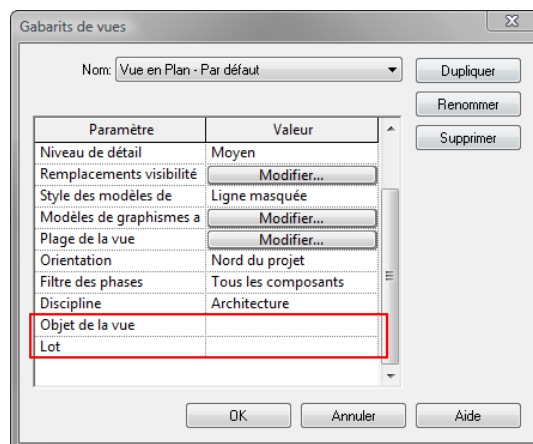 Gabarits de vues
Nom: Vue en Plan - Par défaut
Dupliquer
Renommer
Supprimer
Paramètre Valeur
Niveau de détail Moyen
Remplacements visibilité Modifier...
Style des modèles de Ligne masquée
Modèles de graphismes a Modifier...
Plage de la vue Modifier...
Orientation Nord du projet
Filtre des phases Tous les composants
Discipline Architecture
Objet de la vue
Lot
OK Annuler Aide